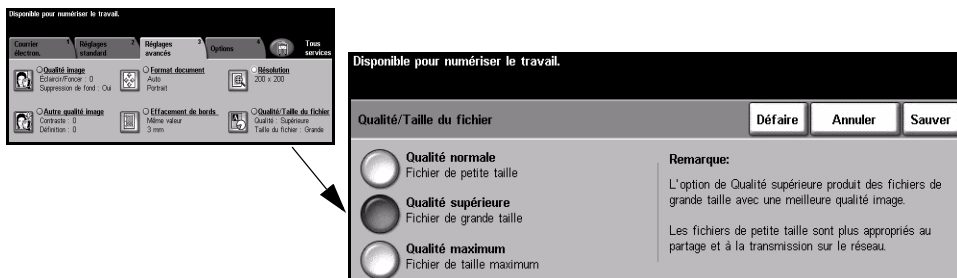 Disponible pour numériser le travail.
Courrier électron. 1
Réglages standard 2
Réglages avancés 3
Options 4
Tous services
Qualité image
Eclaircir/Foncer : 0
Suppression de fond : Oui
Format document
Auto
Portrait
Résolution
200 x 200
Autre qualité image
Contraste : 0
Définition : 0
Effacement de bords
Même valeur
3 mm
Qualité/Taille du fichier
Qualité : Supérieure
Taille du fichier : Grande
Disponible pour numériser le travail.
Qualité/Taille du fichier
Défaire
Annuler
Sauver
Qualité normale
Fichier de petite taille
Qualité supérieure
Fichier de grande taille
Qualité maximum
Fichier de taille maximum
Remarque:
L'option de Qualité supérieure produit des fichiers de
grande taille avec une meilleure qualité image.
Les fichiers de petite taille sont plus appropriés au
partage et à la transmission sur le réseau.